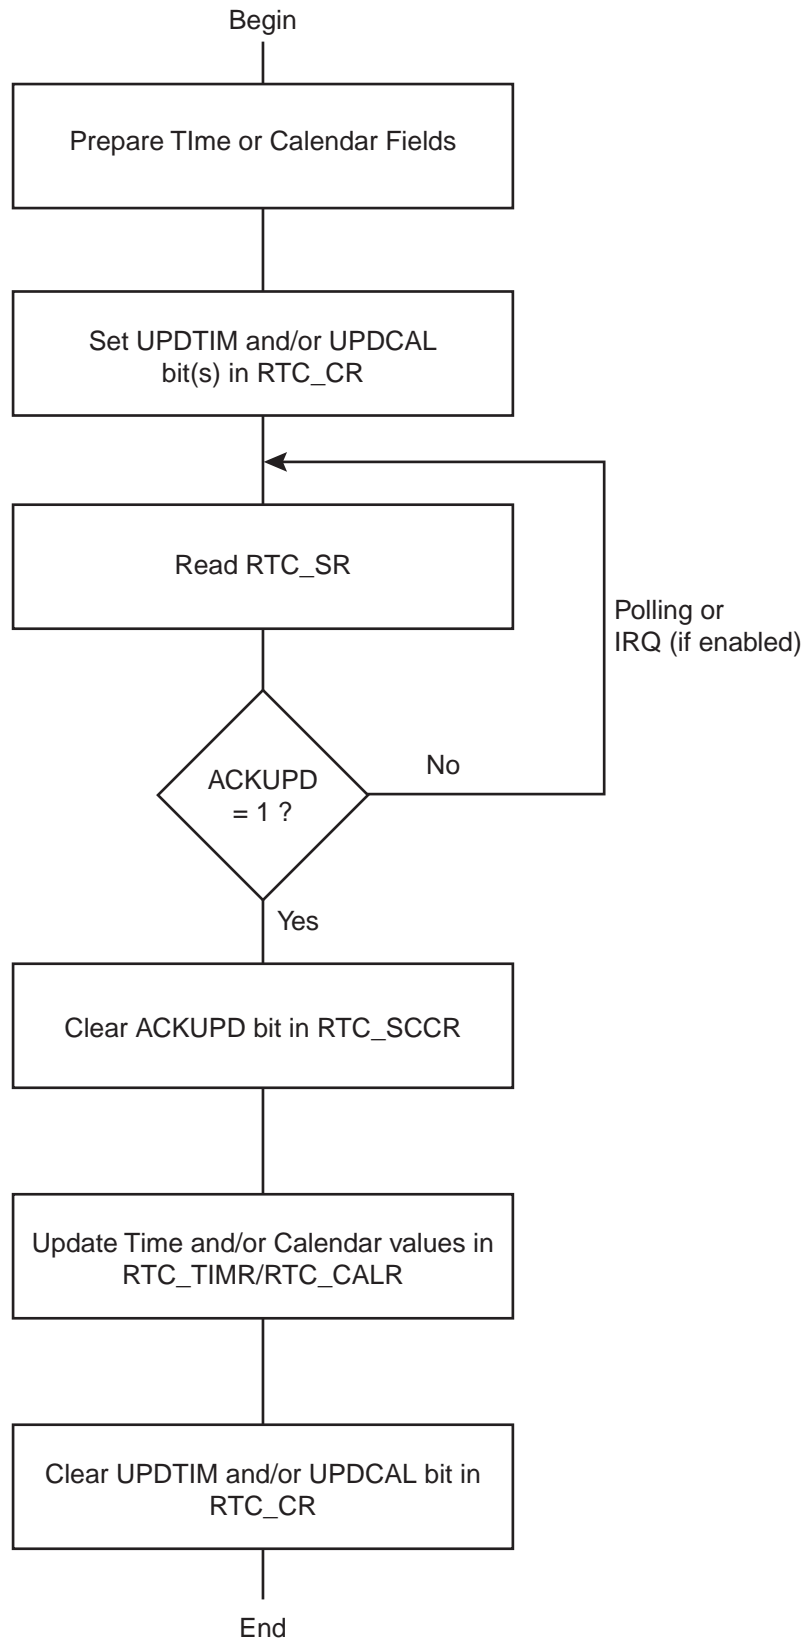 Begin
Prepare TIme or Calendar Fields
Set UPDTIM and/or UPDCAL
bit(s) in RTC_CR
Read RTC_SR
Polling or
IRQ (if enabled)
ACKUPD
= 1 ?
No
Yes
Clear ACKUPD bit in RTC_SCCR
Update Time and/or Calendar values in
RTC_TIMR/RTC_CALR
Clear UPDTIM and/or UPDCAL bit in
RTC_CR
End